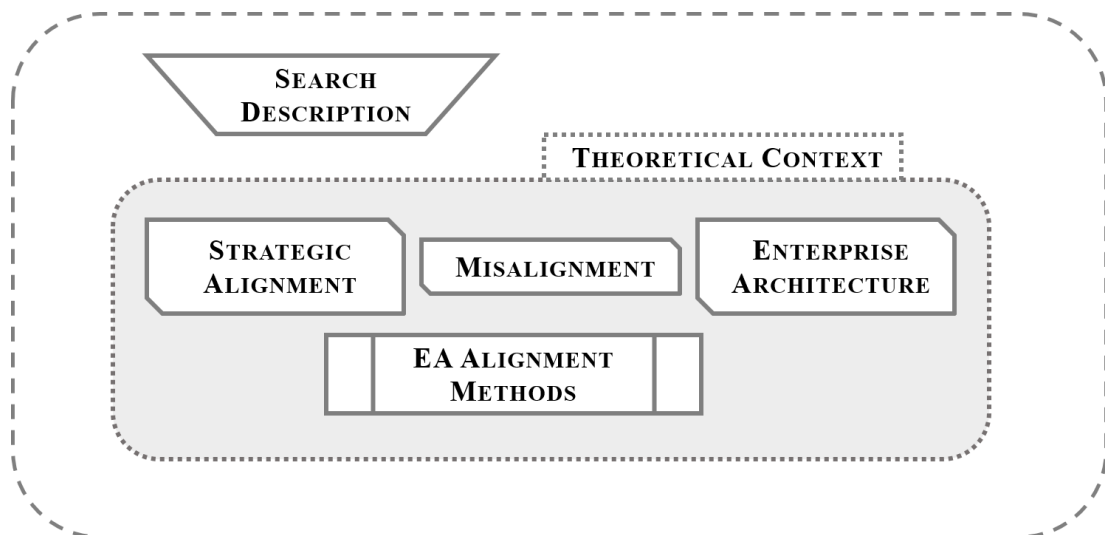 SEARCH
DESCRIPTION
THEORETICAL CONTEXT
STRATEGIC
ALIGNMENT
MISALIGNMENT
ENTERPRISE
ARCHITECTURE
EA ALIGNMENT
METHODS